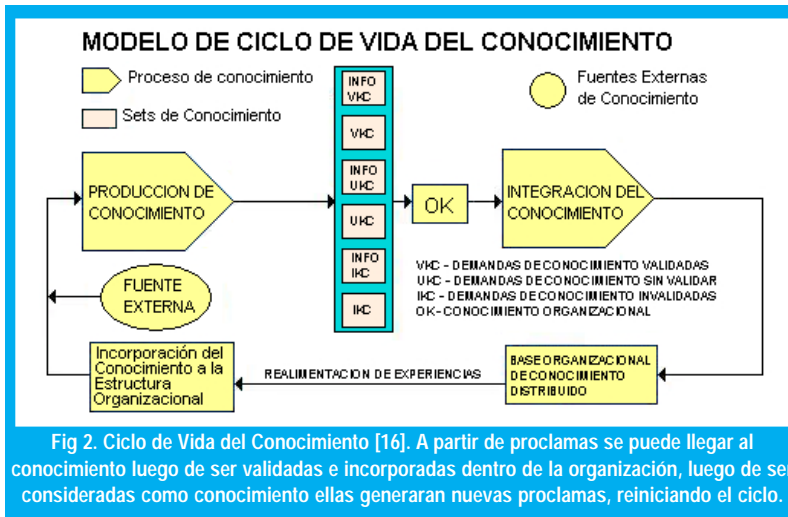 MODELO DE CICLO DE VIDA DEL CONOCIMIENTO
Proceso de conocimiento
Sets de Conocimiento
Fuentes Externas
de Conocimiento
INFO
VKC
VKC
INFO
UKC
UKC
INFO
IKC
IKC
PRODUCCION DE
CONOCIMIENTO
OK
INTEGRACION DEL
CONOCIMIENTO
FUENTE
EXTERNA
VKC - DEMANDAS DE CONOCIMIENTO VALIDADAS
UKC - DEMANDAS DE CONOCIMIENTO SIN VALIDAR
IKC - DEMANDAS DE CONOCIMIENTO INVALIDADAS
OK- CONOCIMIENTO ORGANIZACIONAL
Incorporación del
Conocimiento a la
Estructura
Organizacional
REALIMENTACION DE EXPERIENCIAS
BASE ORGANIZACIONAL
DE CONOCIMIENTO
DISTRIBUIDO
Fig 2. Ciclo de Vida del Conocimiento [16]. A partir de proclamas se puede llegar al
conocimiento luego de ser validadas e incorporadas dentro de la organización, luego de se
consideradas como conocimiento ellas generaran nuevas proclamas, reiniciando el ciclo.